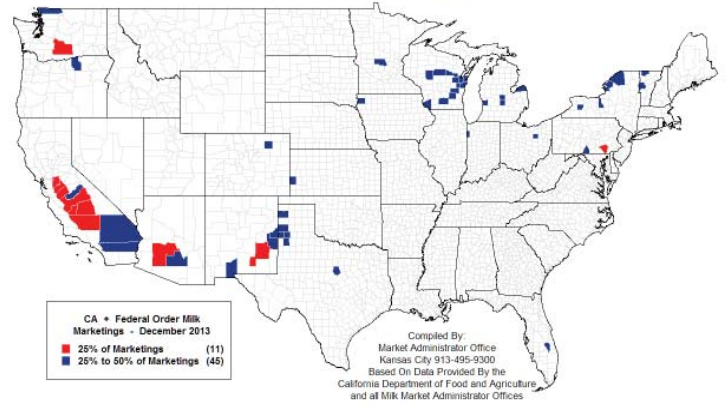 CA + Federal Order Milk
Marketings - December 2013
25% of Marketings (11)
25% to 50% of Marketings (45)
Compiled By:
Market Administrator Office
Kansas City 913-495-9300
Based On Data Provided By the
California Department of Food and Agriculture
and all Milk Market Administrator Offices